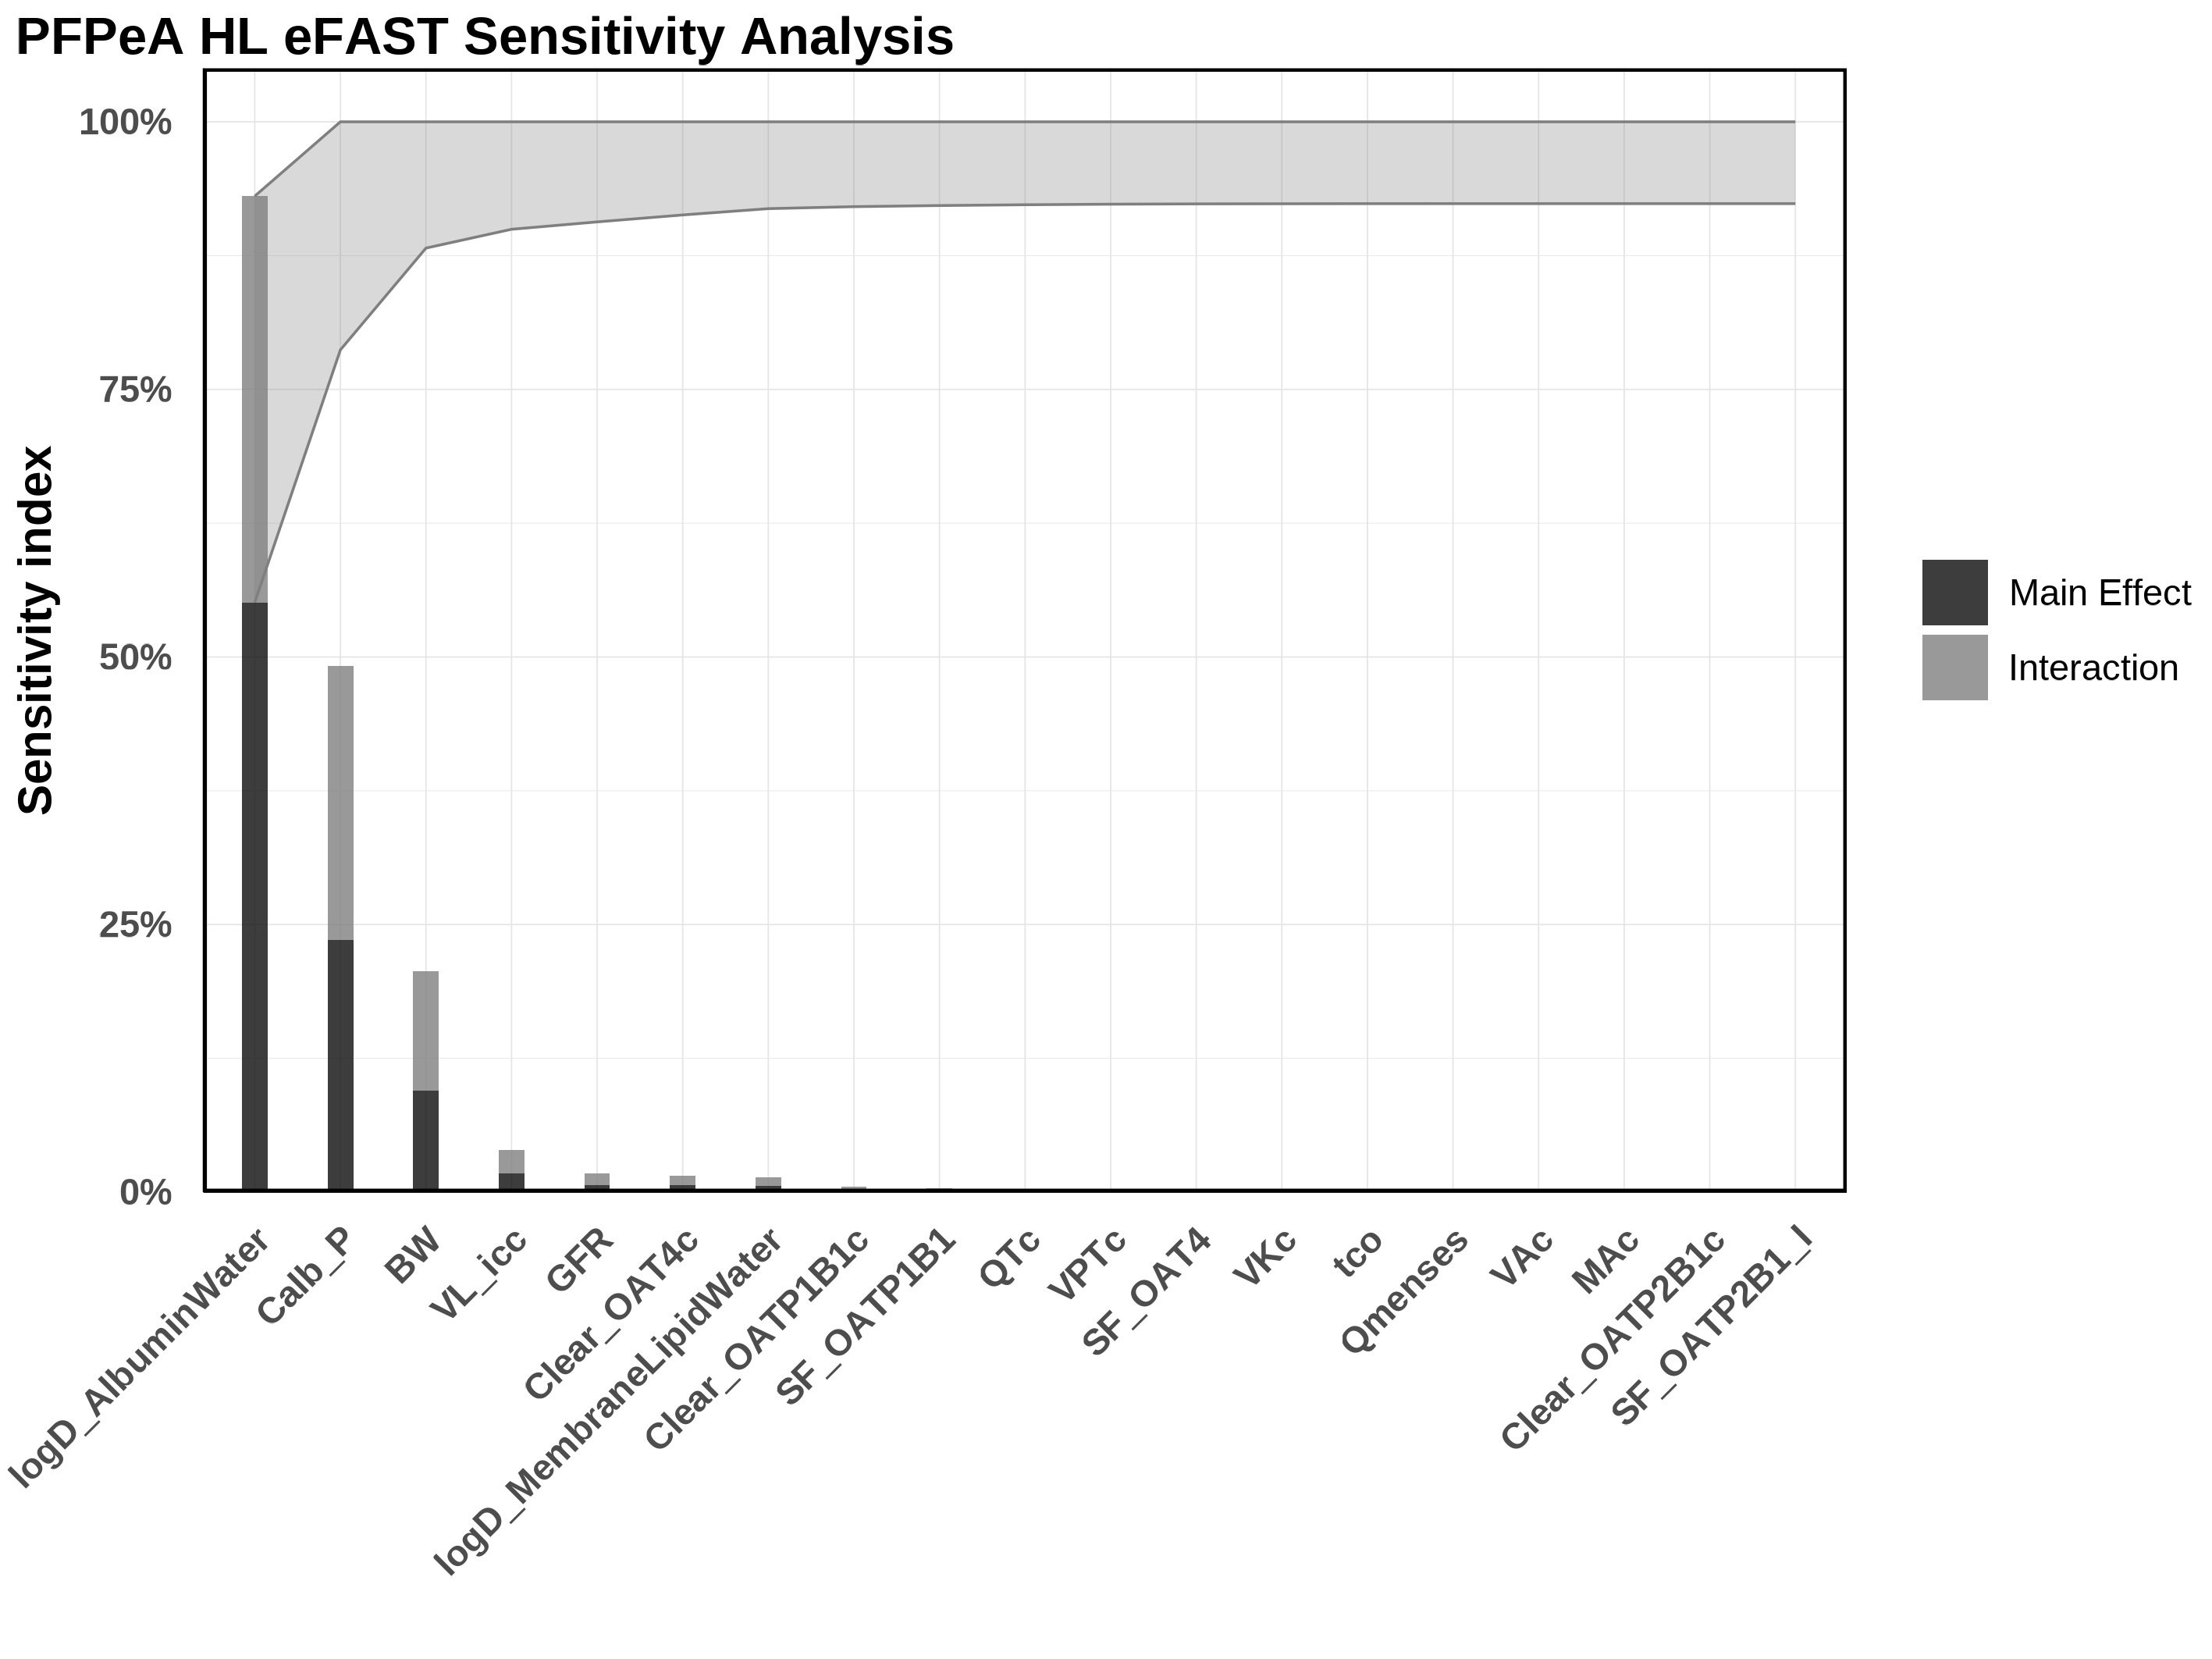 PFPeA HL eFAST Sensitivity Analysis
Sensitivity index
100%
75%
50%
25%
0%
logD_AlbuminWater
Calb_P
BW
VL_icc
GFR
Clear_OAT4c
logD_MembraneLipidWater
Clear_OATP1B1c
SF_OATP1B1
QTc
VPTc
SF_OAT4
VKc
tco
Qmenses
VAc
MAc
Clear_OATP2B1c
SF_OATP2B1_I
Main Effect
Interaction